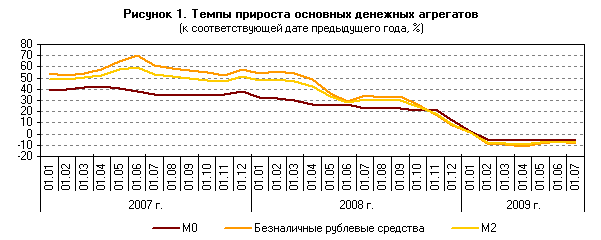 Рисунок 1. Темпы прироста основных денежных агрегатов
(к соответствующей дате предыдущего года, %)
80
70
60
50
40
30
20
10
0
-10
-20
01.01 01.02 01.03 01.04 01.05 01.06 01.07 01.08 01.09 01.10 01.11 01.12 01.01 01.02 01.03 01.04 01.05 01.06 01.07 01.08 01.09 01.10 01.11 01.12 01.01 01.02 01.03 01.04 01.05 01.06 01.07
2007 г. 2008 г. 2009 г.
М0 Безналичные рублевые средства М2